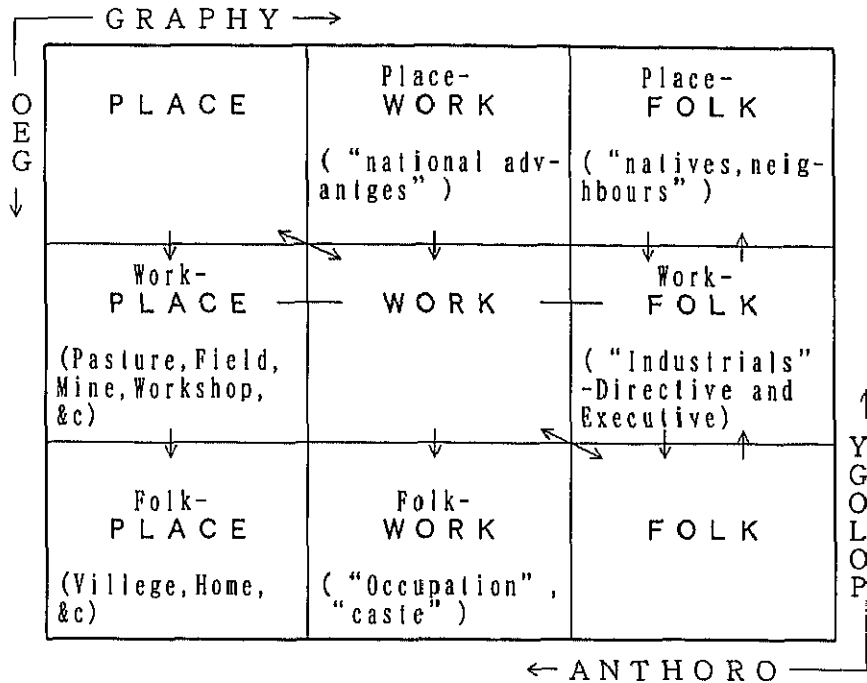 GRAPHY
OEG
PLACE
(Place-
WORK
( “national adv-
antges” )
Place-
FOLK
( “natives,neig-
hbours” )
Work-
PLACE
(Pasture,Field,
Mine,Workshop,
&c)
WORK
Work-
FOLK
( “Industrials”
-Directive and
Executive)
Folk-
PLACE
(Villege,Home,
&c)
Folk-
WORK
( “Occupation” ,
“caste” )
FOLK
YGOLOP
ANTHORO